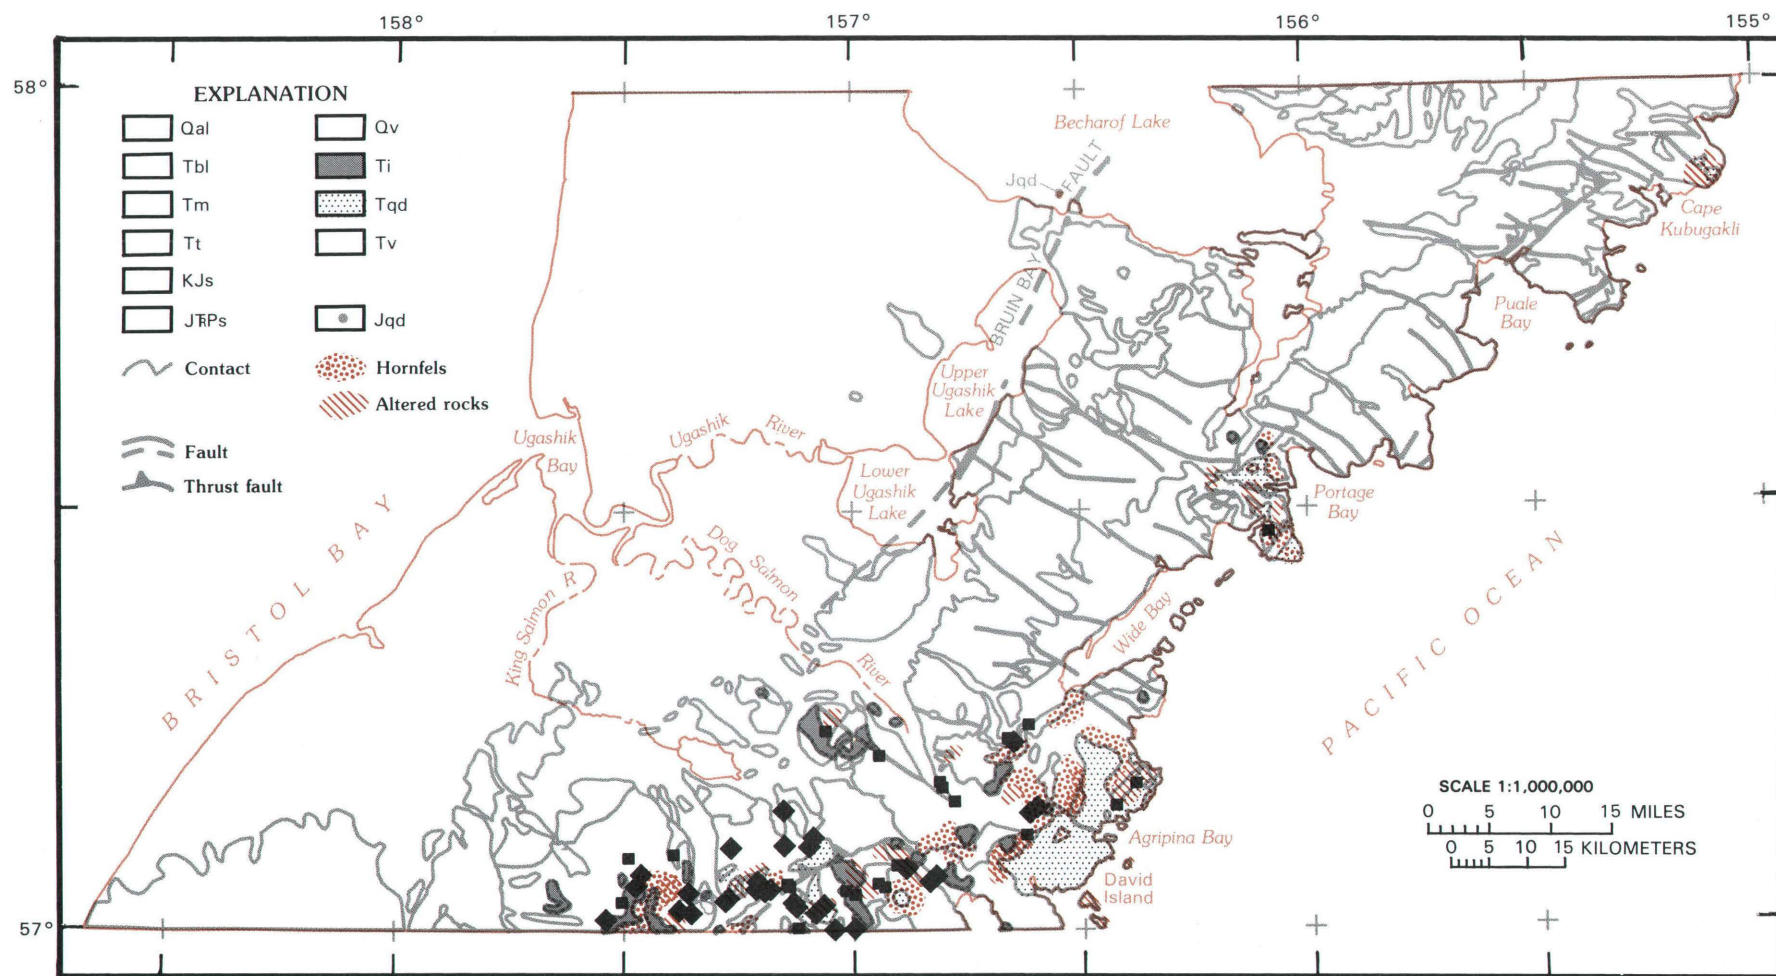 158°
157°
156°
155°
58°
57°
EXPLANATION
Qal
Qv
Tbl
Ti
Tm
Tqd
Tt
Tv
KJs
JTRPs
Jqd
Contact
Hornfels
Altered rocks
Fault
Thrust fault
Becharof Lake
Jqd
BRUIN BAY FAULT
Cape
Kubugakli
Puale
Bay
Upper
Ugashik
Lake
Ugashik
Bay
Ugashik River
Lower
Ugashik
Lake
Portage
Bay
Dog Salmon River
King Salmon R
Wide Bay
BRISTOL BAY
PACIFIC OCEAN
Agripina Bay
David
Island
SCALE 1:1,000,000
0 5 10 15 MILES
0 5 10 15 KILOMETERS